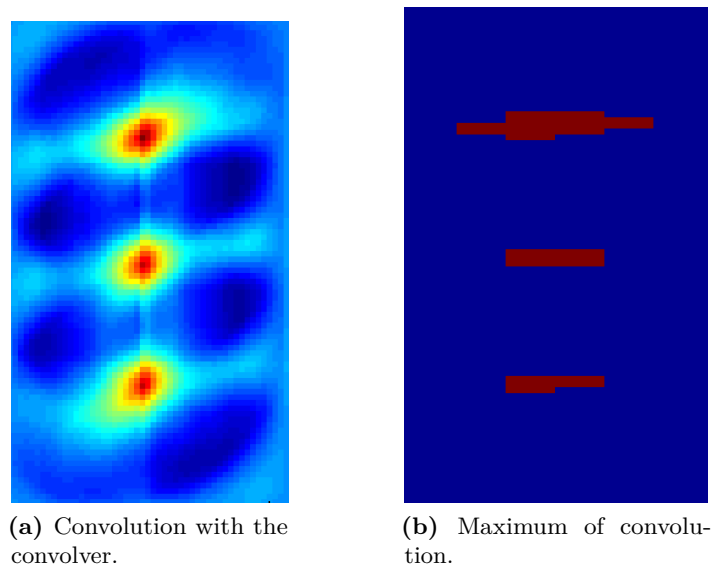 (a) Convolution with the
convolver.
(b) Maximum of convolu-
tion.